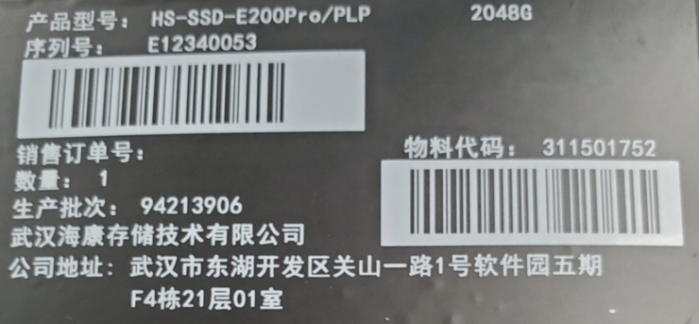 产品型号: HS-SSD-E200Pro/PLP 2048G
序列号: E12340053
销售订单号:
物料代码: 311501752
数量: 1
生产批次: 94213906
武汉海康存储技术有限公司
公司地址: 武汉市东湖开发区关山一路1号软件园五期
F4栋21层01室